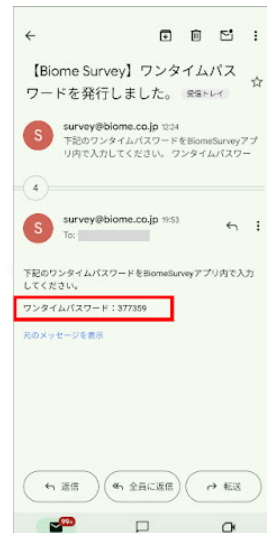 【Biome Survey】ワンタイムパス
ワードを発行しました。 受信トレイ
S
survey@biome.co.jp 12:24
下記のワンタイムパスワードをBiomeSurveyアプ
リ内で入力してください。 ワンタイムパスワー
4
S
survey@biome.co.jp 19:53
To:
下記のワンタイムパスワードをBiomeSurveyアプリ内で入力
してください。
ワンタイムパスワード：377359
元のメッセージを表示
返信
全員に返信
転送
99+